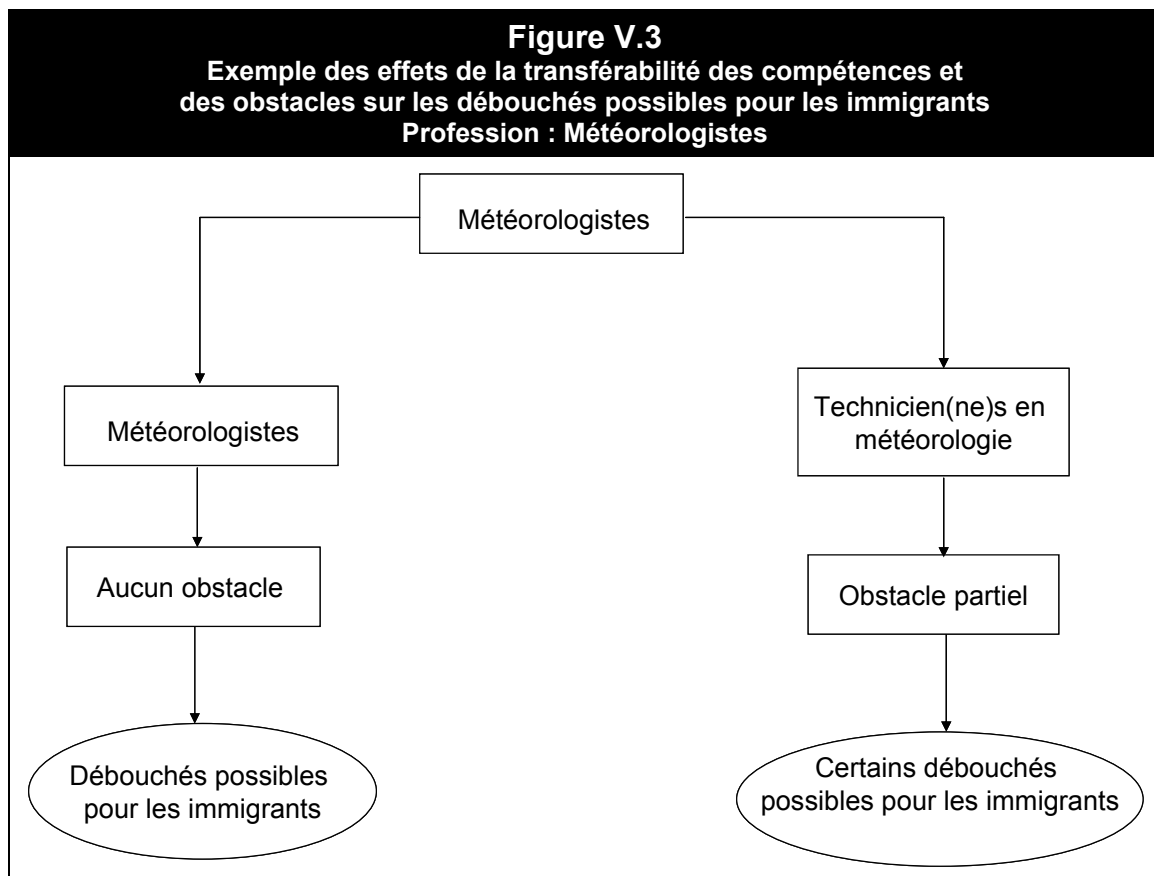 Figure V.3
Exemple des effets de la transférabilité des compétences et
des obstacles sur les débouchés possibles pour les immigrants
Profession : Météorologistes
Météorologistes
Météorologistes
Technicien(ne)s en
météorologie
Aucun obstacle
Obstacle partiel
Débouchés possibles
pour les immigrants
Certains débouchés
possibles pour les immigrants